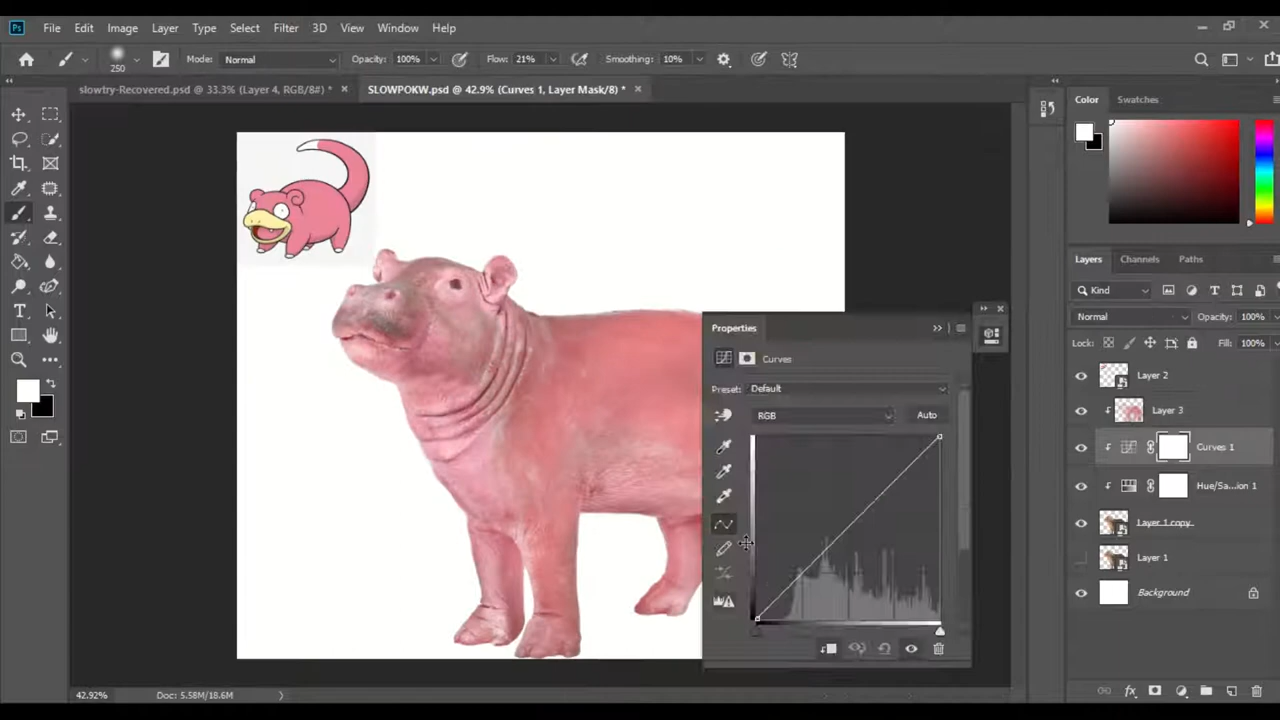 Ps File Edit Image Layer Type Select Filter 3D View Window Help
250 Mode: Normal Opacity: 100% Flow: 21% Smoothing: 10%
slowtry-Recovered.psd @ 33.3% (Layer 4, RGB/8#) * SLOWPOKW.psd @ 42.9% (Curves 1, Layer Mask/8) *
Color Swatches
Layers Channels Paths
Kind
Normal Opacity: 100%
Lock: Fill: 100%
Layer 2
Layer 3
Curves 1
Hue/Sa...ion 1
Layer 1 copy
Layer 1
Background
Properties
Curves
Preset: Default
RGB Auto
42.92% Doc: 5.58M/18.6M